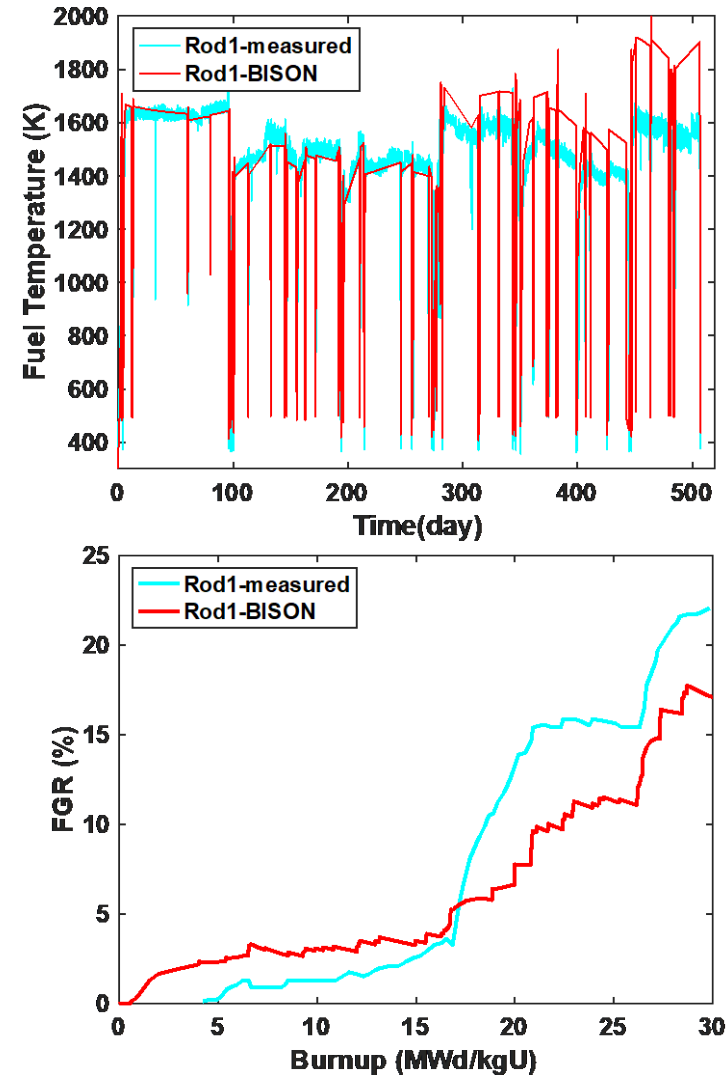 2000
1800
1600
1400
1200
1000
800
600
400
Fuel Temperature (K)
Rod1-measured
Rod1-BISON
0 100 200 300 400 500
Time(day)
25
20
15
10
5
0
FGR (%)
Rod1-measured
Rod1-BISON
0 5 10 15 20 25 30
Burnup (MWd/kgU)